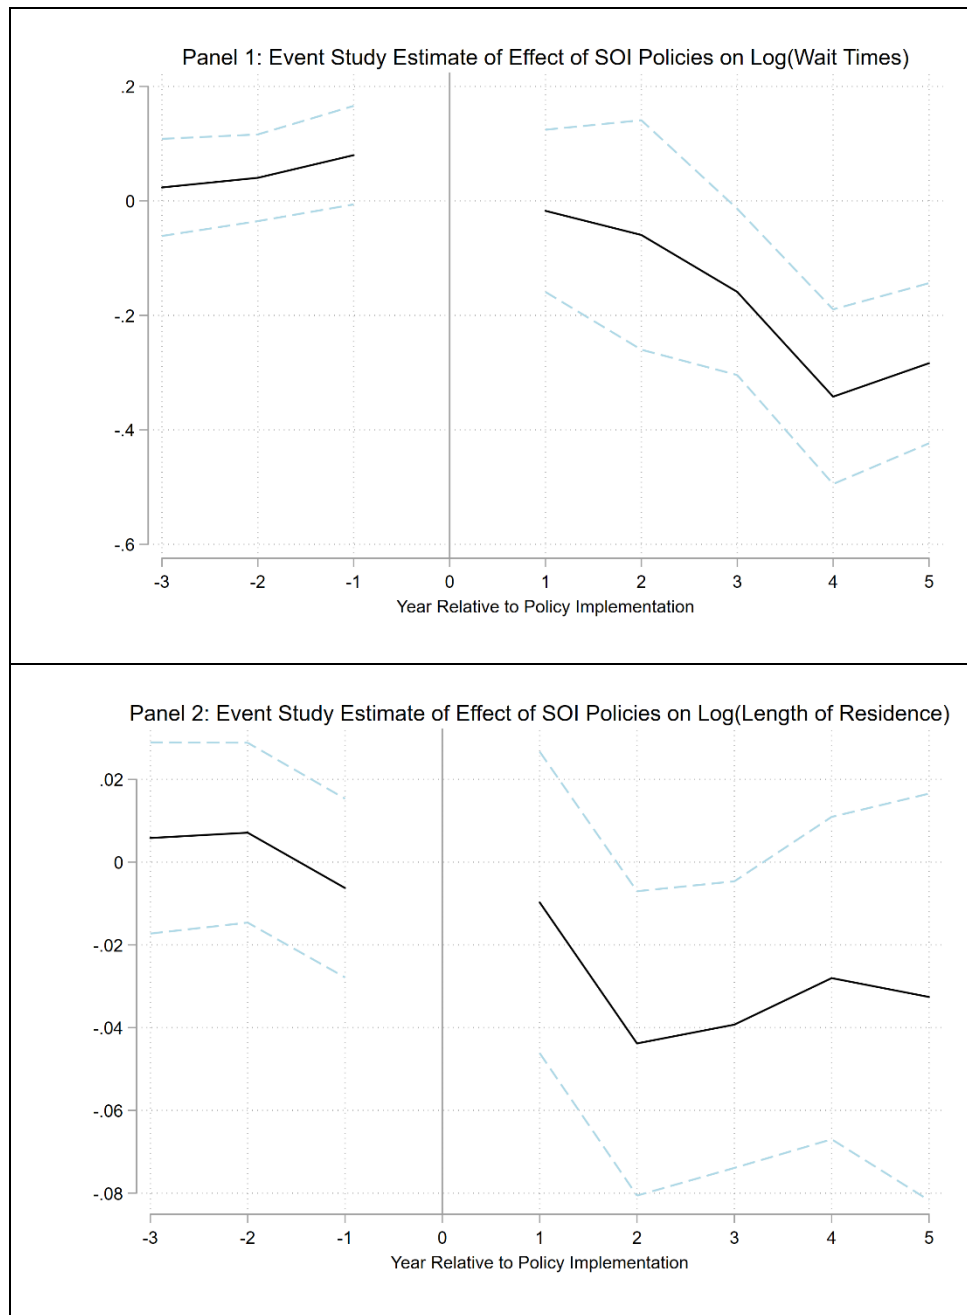 Panel 1: Event Study Estimate of Effect of SOI Policies on Log(Wait Times)
.2
0
-.2
-.4
-.6
-3 -2 -1 0 1 2 3 4 5
Year Relative to Policy Implementation
Panel 2: Event Study Estimate of Effect of SOI Policies on Log(Length of Residence)
.02
0
-.02
-.04
-.06
-.08
-3 -2 -1 0 1 2 3 4 5
Year Relative to Policy Implementation